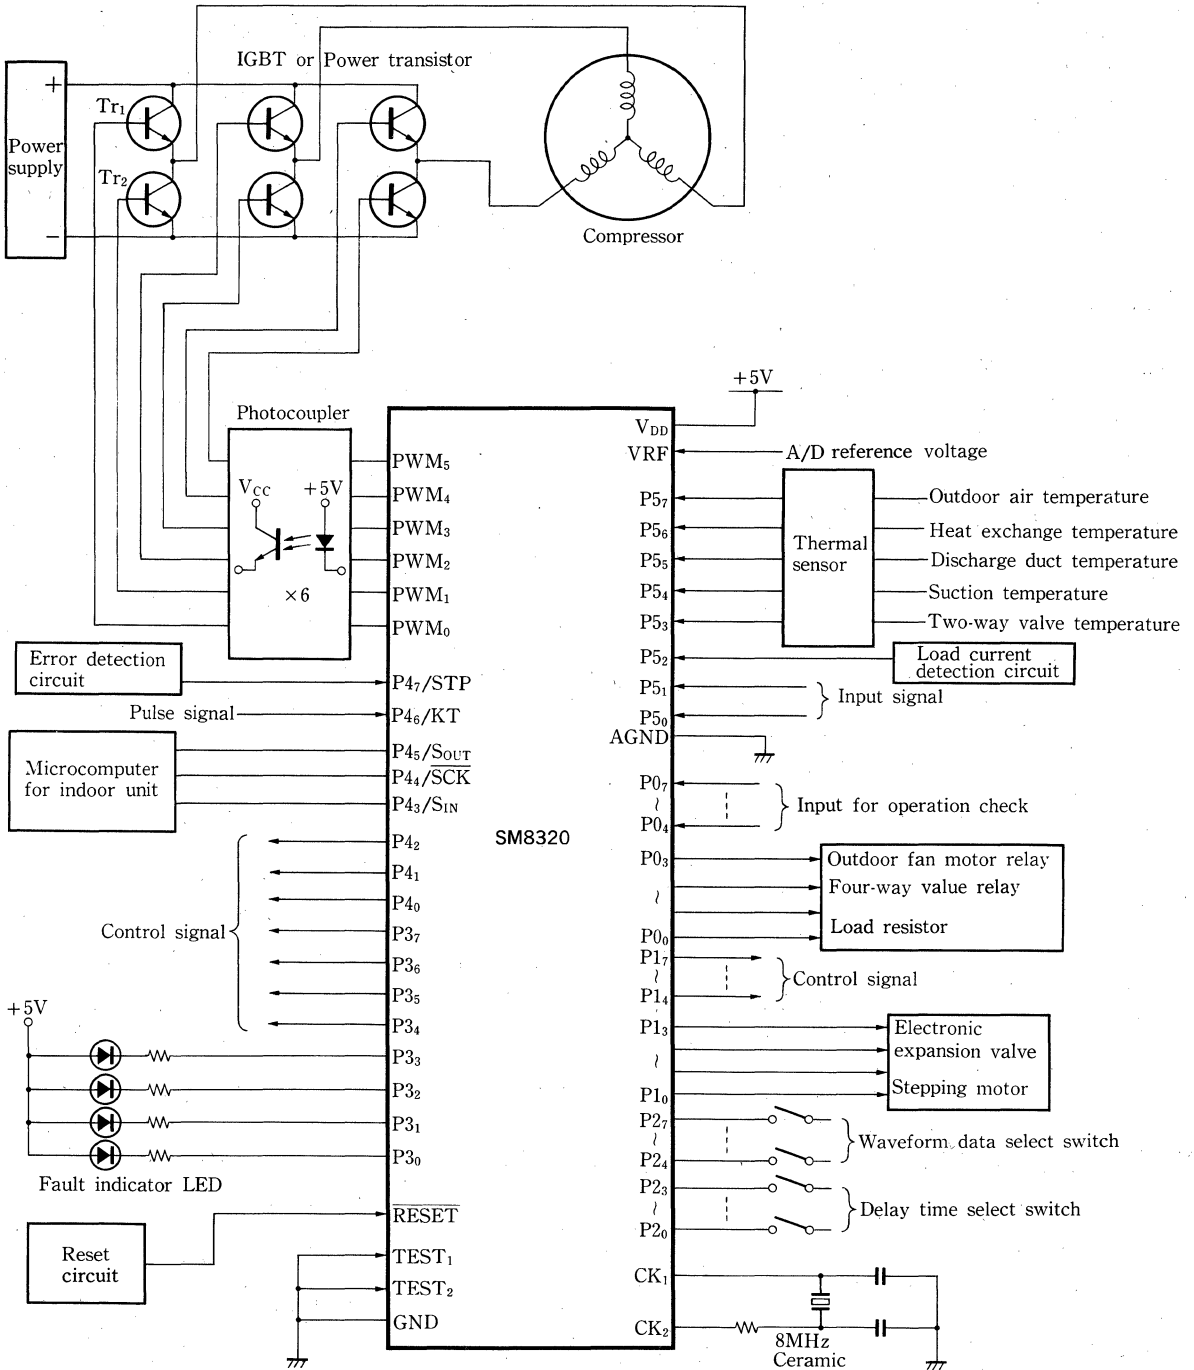 IGBT or Power transistor
+
Tr1
Power
supply
Tr2
−
Compressor
+5V
Photocoupler
VDD
VRF
A/D reference voltage
PWM5
VCC
+5V
PWM4
PWM3
PWM2
×6
PWM1
PWM0
P57
P56
P55
P54
P53
Thermal
sensor
Outdoor air temperature
Heat exchange temperature
Discharge duct temperature
Suction temperature
Two-way valve temperature
Error detection
circuit
P47/STP
Pulse signal
P46/KT
Microcomputer
for indoor unit
P45/SOUT
P44/S̅C̅K̅
P43/SIN
P52
Load current
detection circuit
P51
P50
Input signal
AGND
P07
~
P04
Input for operation check
SM8320
P42
P41
P40
P37
P36
P35
P34
Control signal
P03
~
P00
Outdoor fan motor relay
Four-way value relay
Load resistor
P17
~
P14
Control signal
+5V
P33
P32
P31
P30
Fault indicator LED
P13
~
P10
Electronic
expansion valve
Stepping motor
P27
~
P24
Waveform data select switch
P23
~
P20
Delay time select switch
R̅E̅S̅E̅T̅
Reset
circuit
TEST1
TEST2
GND
CK1
CK2
8MHz
Ceramic